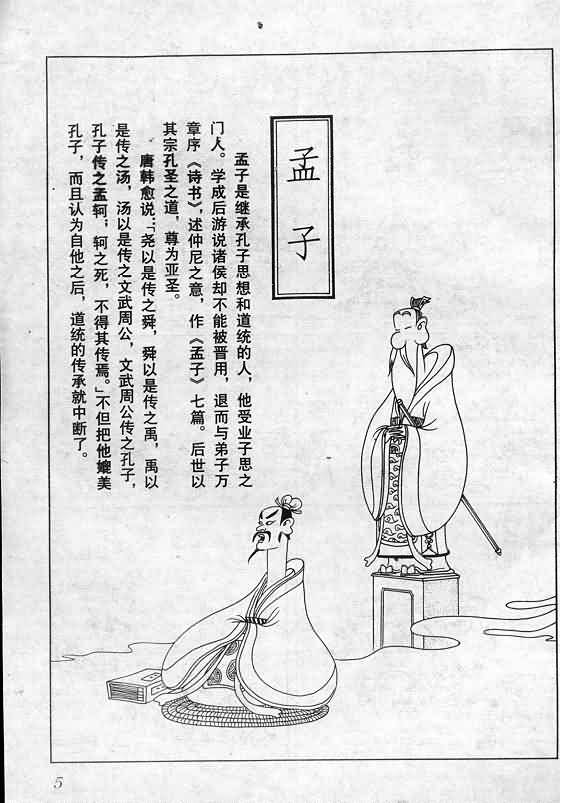 孟子
孟子是继承孔子思想和道统的人，他受业子思之
门人。学成后游说诸侯却不能被晋用，退而与弟子万
章序《诗书》，述仲尼之意，作《孟子》七篇。后世以
其宗孔圣之道，尊为亚圣。
唐韩愈说：「尧以是传之舜，舜以是传之禹，禹以
是传之汤，汤以是传之文武周公，文武周公传之孔子，
孔子传之孟轲；轲之死，不得其传焉。」不但把他媲美
孔子，而且认为自他之后，道统的传承就中断了。
5